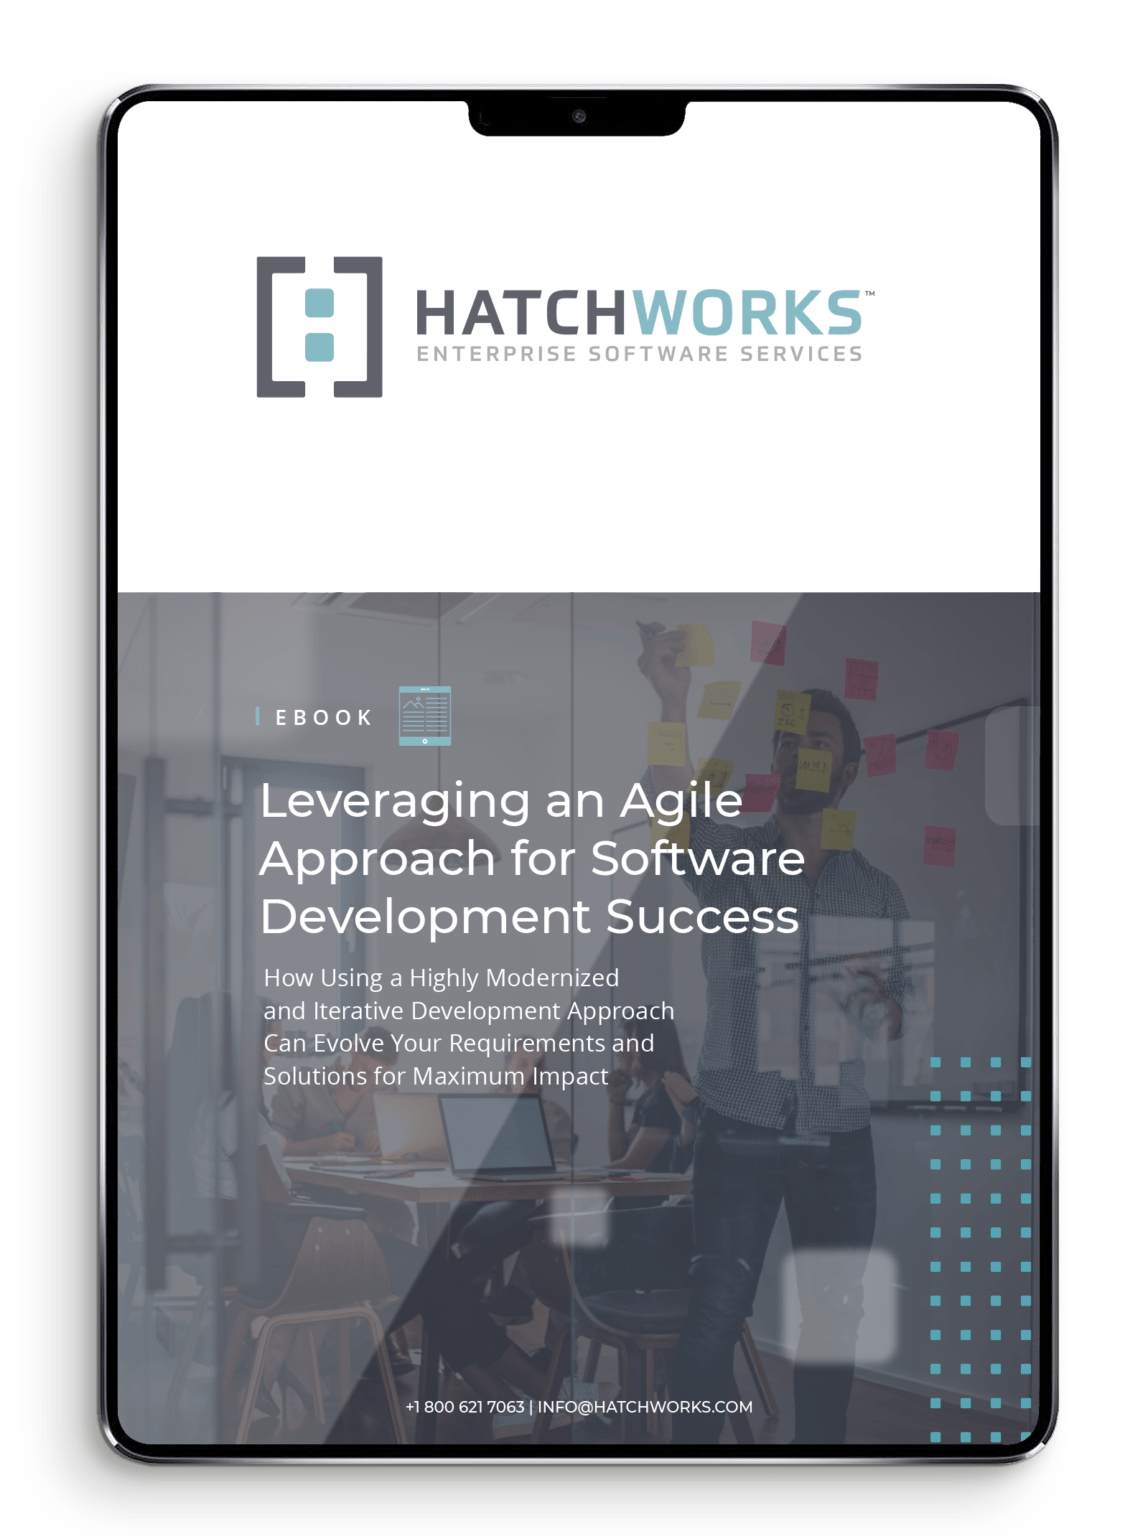 HATCHWORKS™
ENTERPRISE SOFTWARE SERVICES
EBOOK
Leveraging an Agile
Approach for Software
Development Success
How Using a Highly Modernized
and Iterative Development Approach
Can Evolve Your Requirements and
Solutions for Maximum Impact
+1 800 621 7063 | INFO@HATCHWORKS.COM